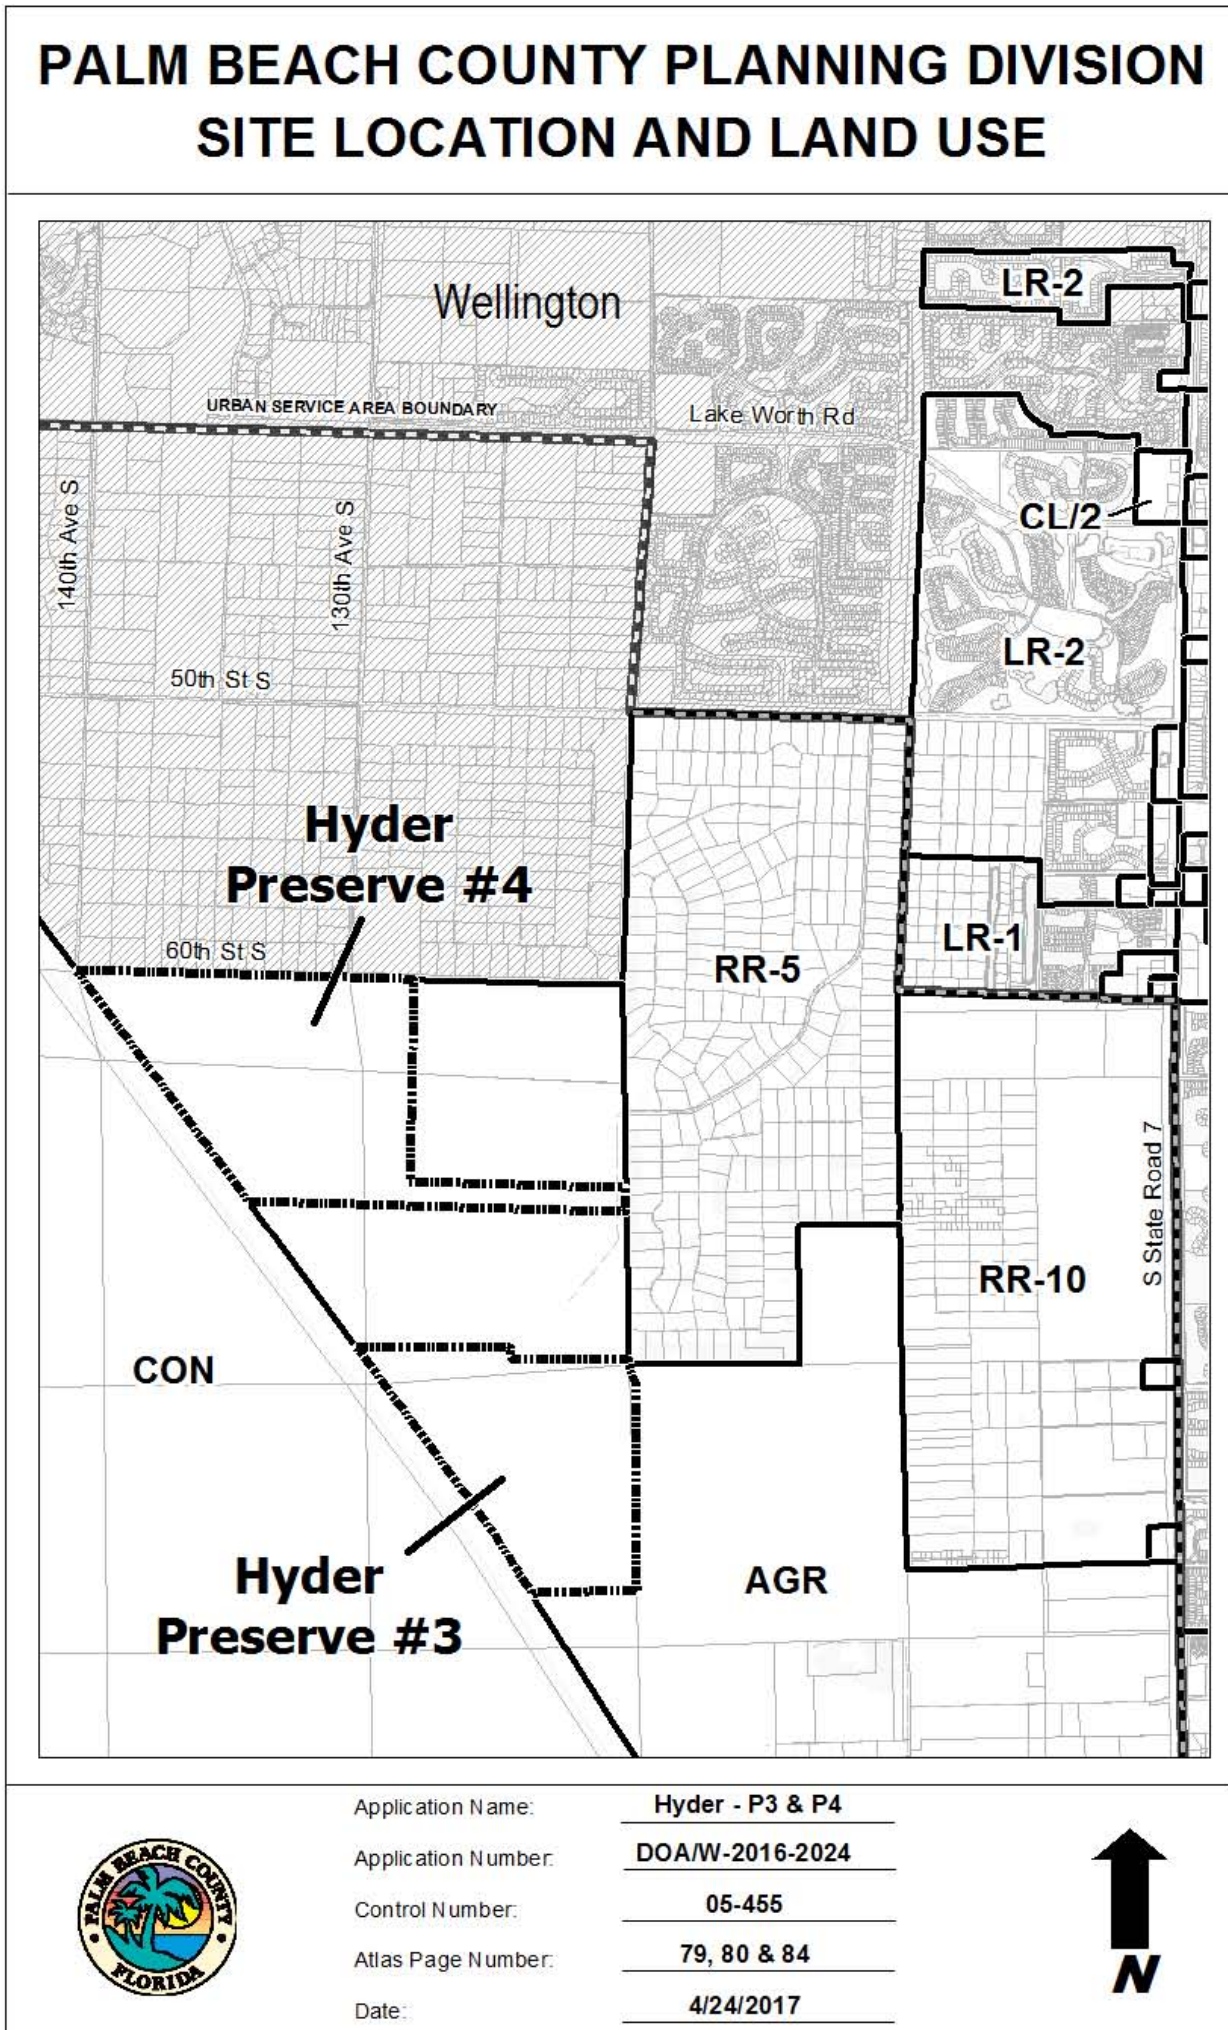 PALM BEACH COUNTY PLANNING DIVISION
SITE LOCATION AND LAND USE
Wellington
LR-2
URBAN SERVICE AREA BOUNDARY
Lake Worth Rd
140th Ave S
130th Ave S
CL/2
LR-2
50th St S
Hyder
Preserve #4
60th St S
LR-1
RR-5
S State Road 7
RR-10
CON
Hyder
Preserve #3
AGR
Application Name: Hyder - P3 & P4
Application Number: DOA/W-2016-2024
Control Number: 05-455
Atlas Page Number: 79, 80 & 84
Date: 4/24/2017
PALM BEACH COUNTY
FLORIDA
N